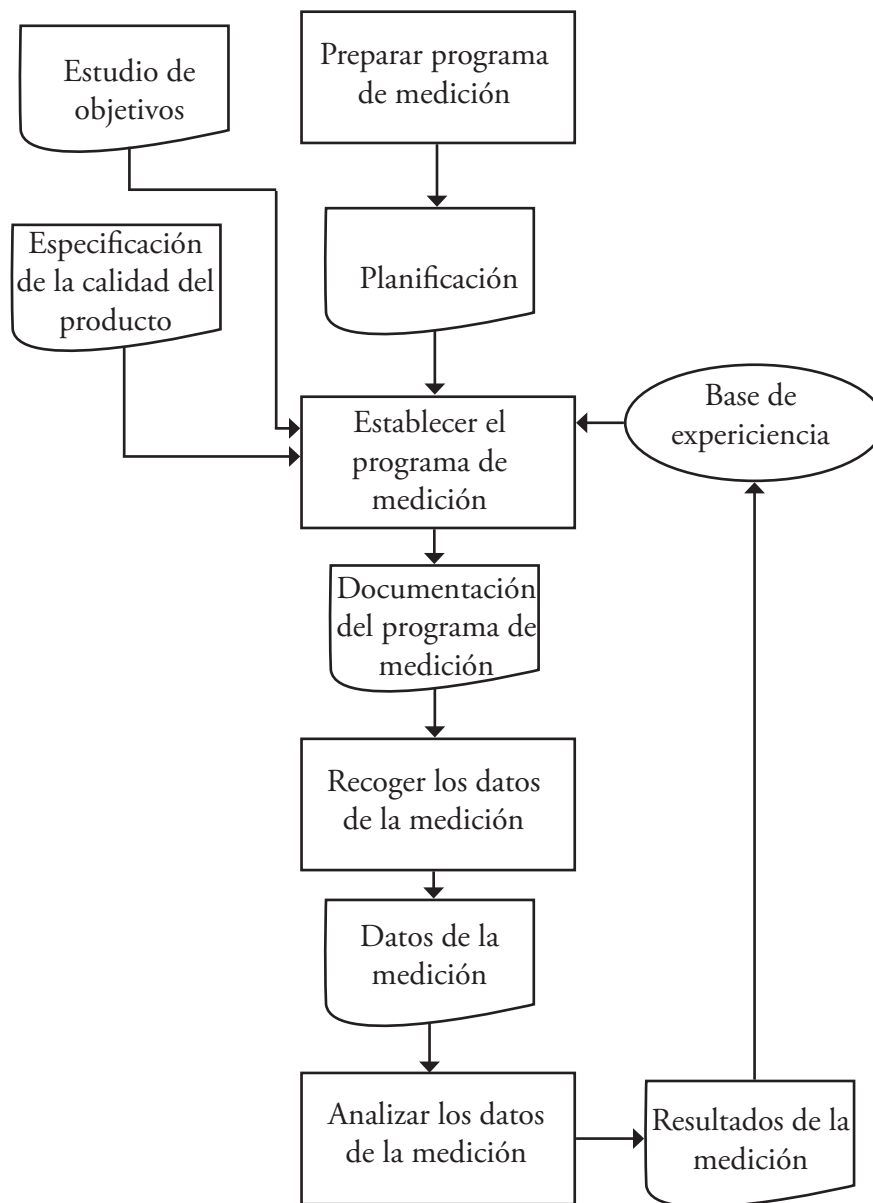 Estudio de
objetivos
Preparar programa
de medición
Especificación
de la calidad del
producto
Planificación
Establecer el
programa de
medición
Base de
expericiencia
Documentación
del programa de
medición
Recoger los datos
de la medición
Datos de la
medición
Analizar los datos
de la medición
Resultados de la
medición